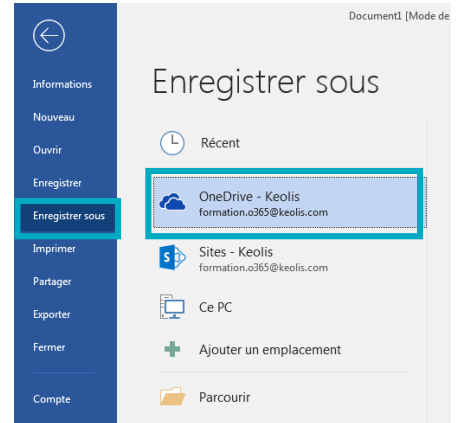 Document1 [Mode de
Informations
Nouveau
Ouvrir
Enregistrer
Enregistrer sous
Imprimer
Partager
Exporter
Fermer
Compte
Enregistrer sous
Récent
OneDrive - Keolis
formation.o365@keolis.com
Sites - Keolis
formation.o365@keolis.com
Ce PC
Ajouter un emplacement
Parcourir